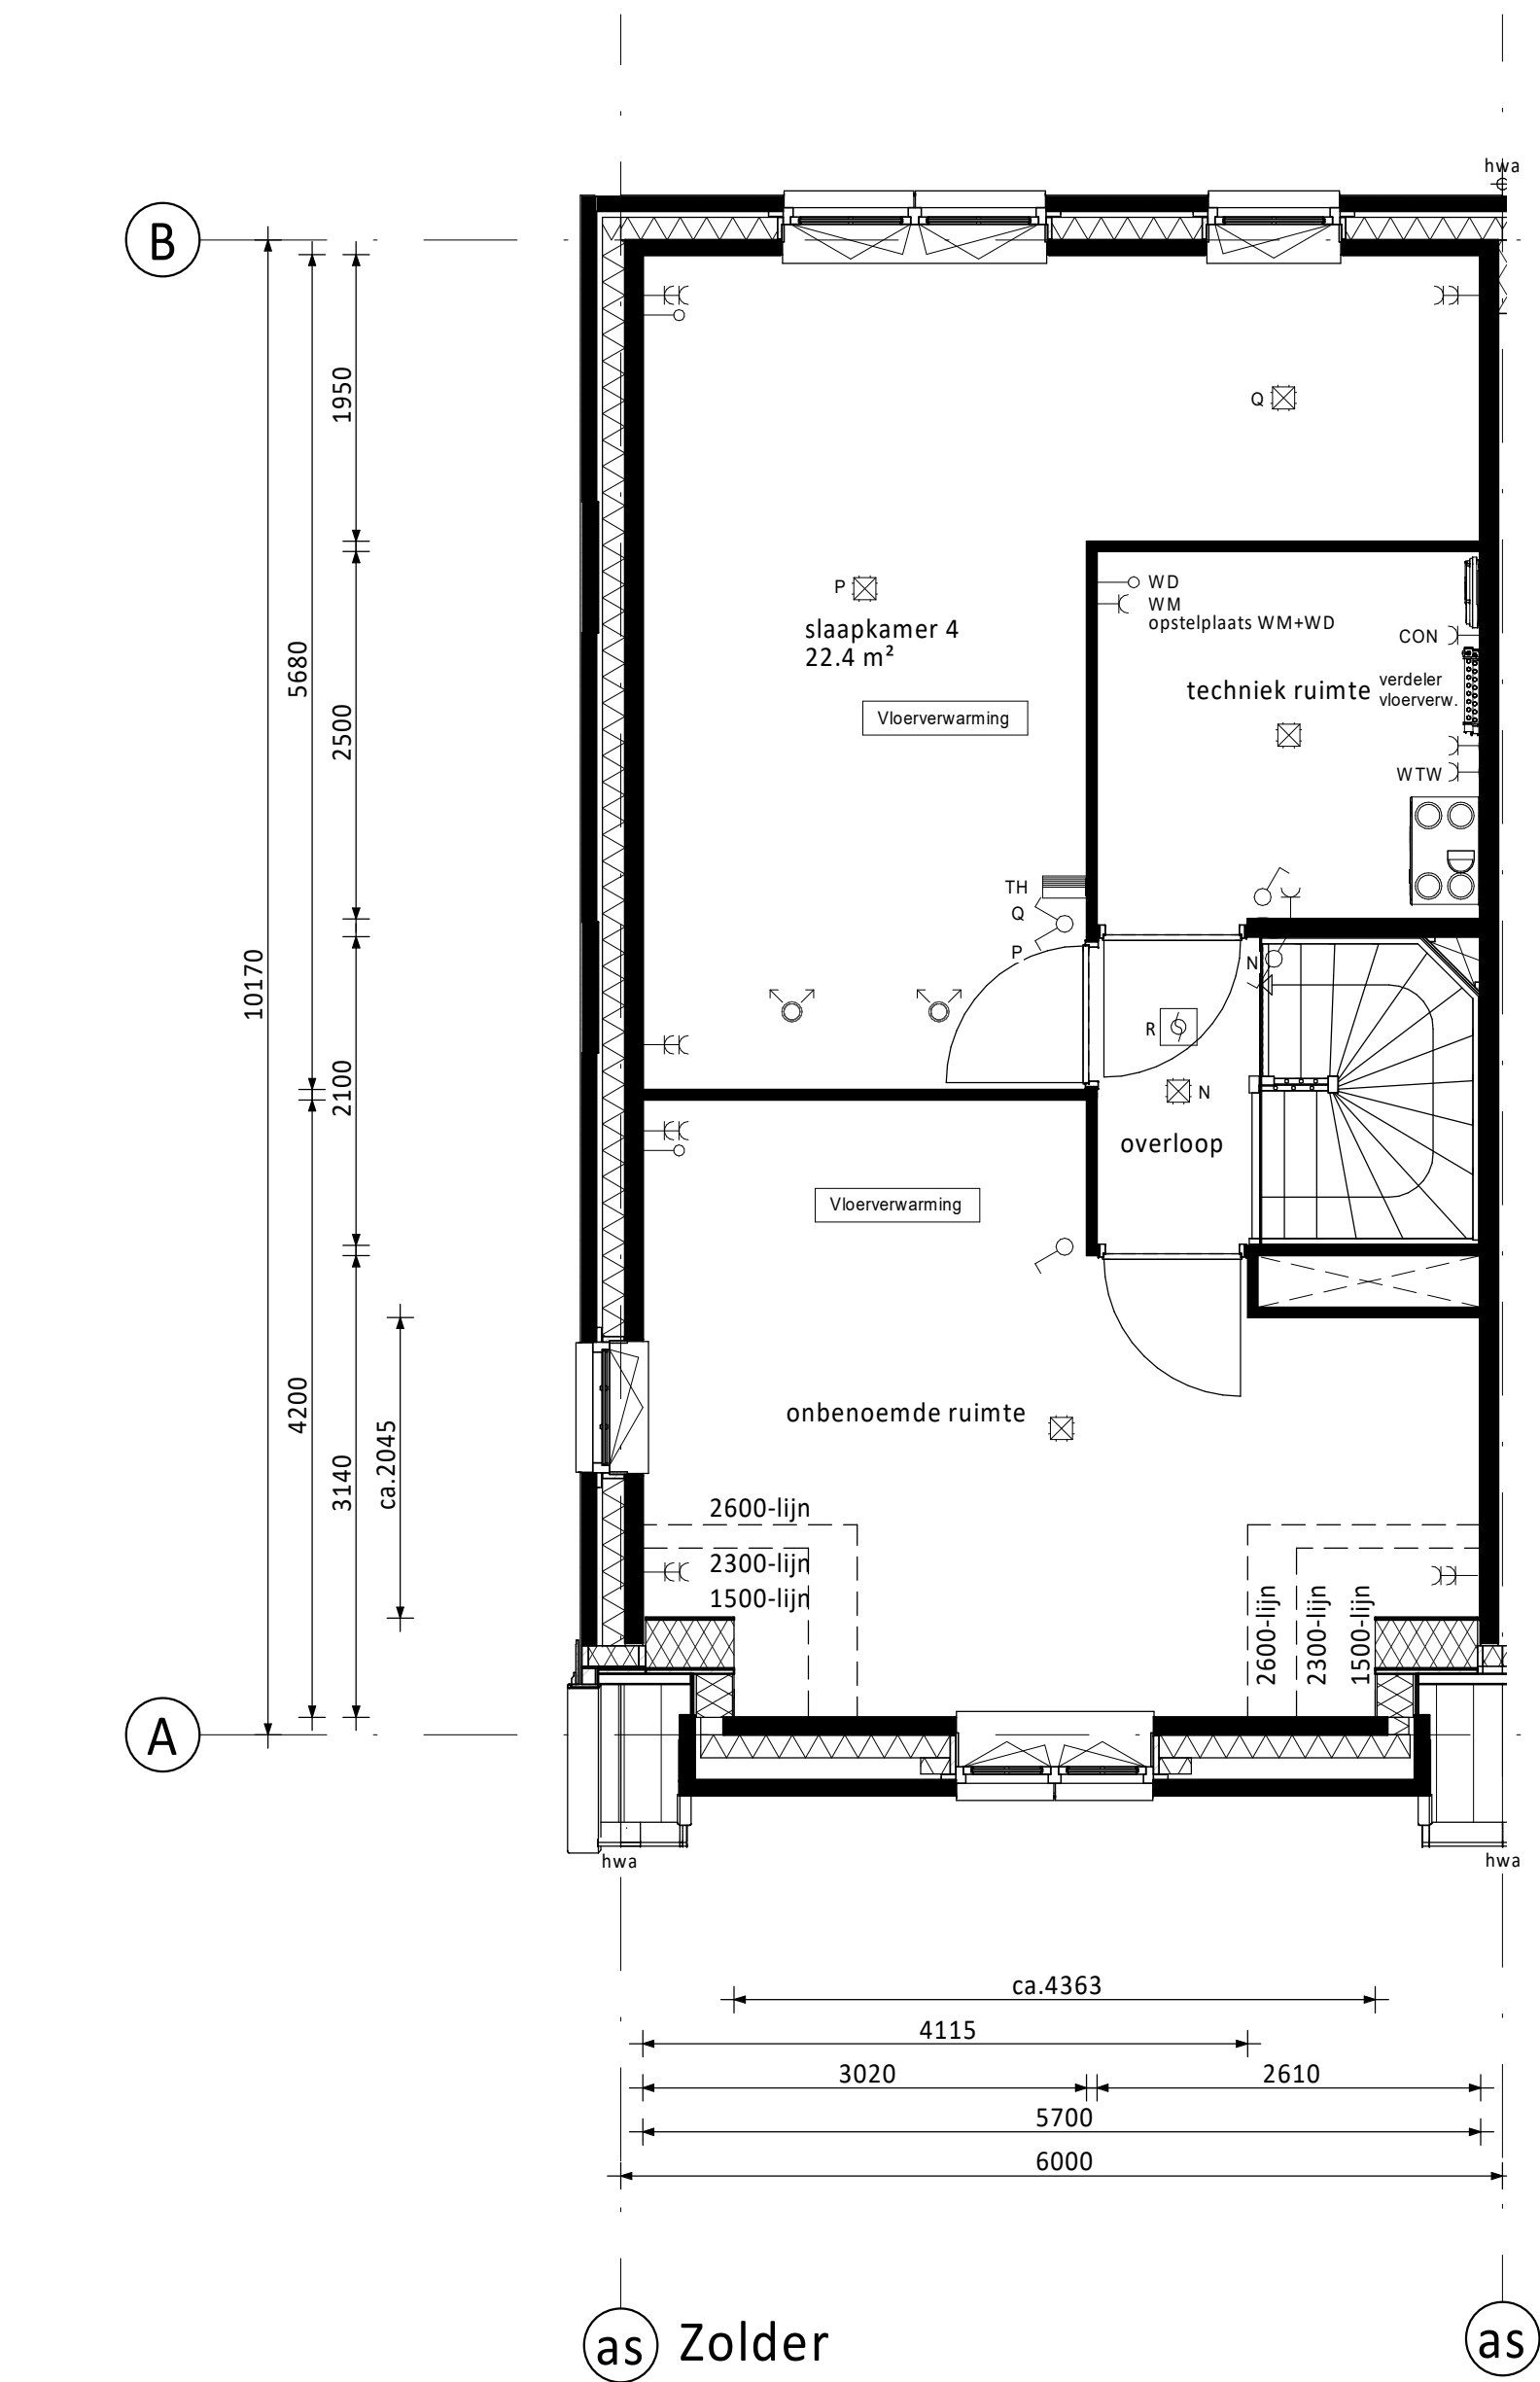 hwa
B
1950
Q
P
WD
WM
opstelplaats WM+WD
slaapkamer 4
22.4 m²
CON
5680
verdeler
vloerverw.
techniek ruimte
Vloerverwarming
2500
WTW
TH
Q
P
N
10170
R
2100
N
overloop
Vloerverwarming
onbenoemde ruimte
4200
3140
ca.2045
2600-lijn
2300-lijn
1500-lijn
2600-lijn
2300-lijn
1500-lijn
A
hwa
hwa
ca.4363
4115
3020
2610
5700
6000
as
Zolder
as